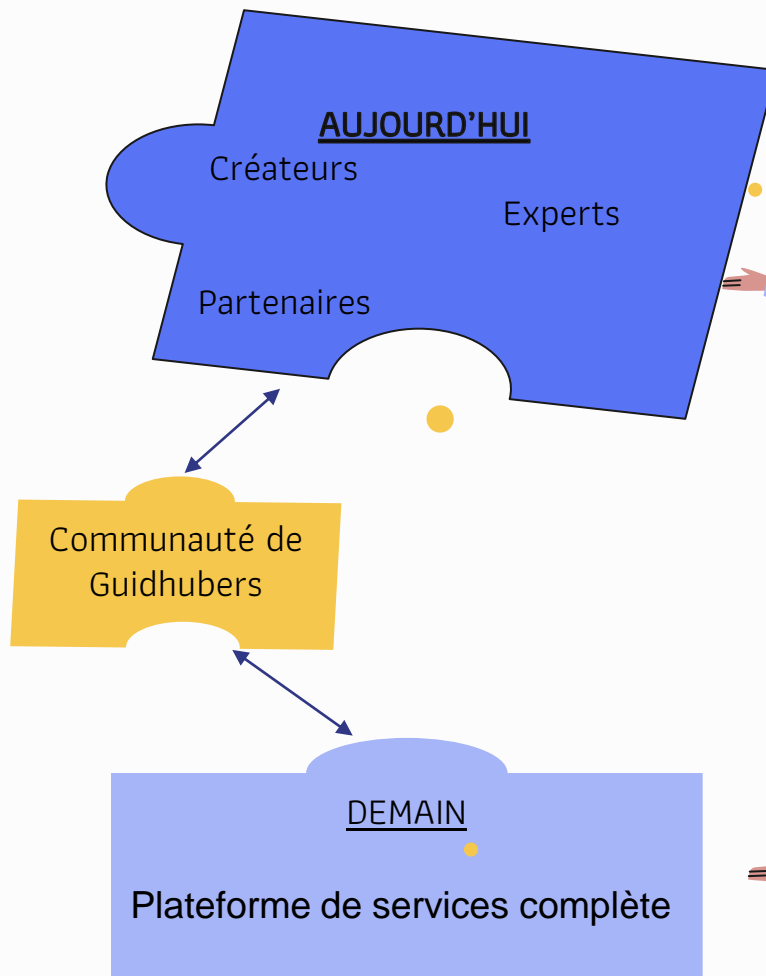 AUJOURD'HUI
Créateurs
Experts
Partenaires
Communauté de
Guidhubers
DEMAIN
Plateforme de services complète